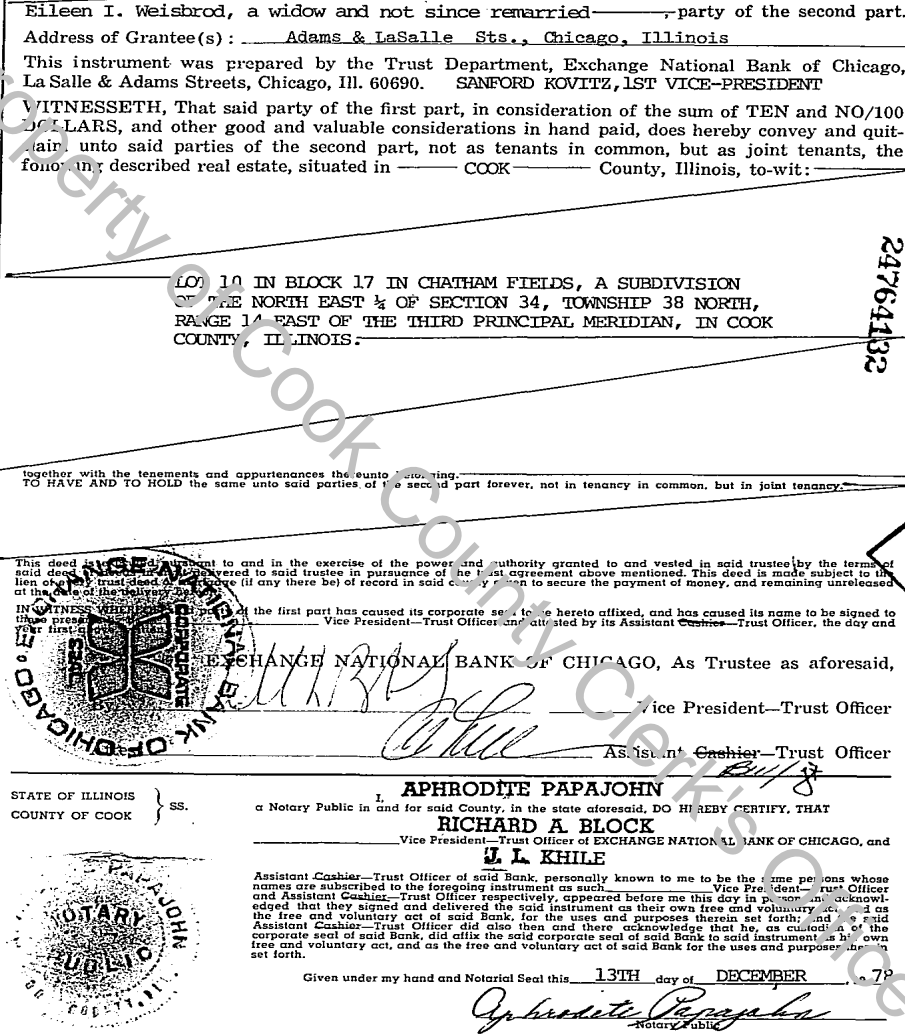 Eileen I. Weisbrod, a widow and not since remarried————, party of the second part.
Address of Grantee(s): Adams & LaSalle Sts., Chicago, Illinois
This instrument was prepared by the Trust Department, Exchange National Bank of Chicago,
La Salle & Adams Streets, Chicago, Ill. 60690. SANFORD KOVITZ, 1ST VICE-PRESIDENT
WITNESSETH, That said party of the first part, in consideration of the sum of TEN and NO/100
DOLLARS, and other good and valuable considerations in hand paid, does hereby convey and quit-
claim unto said parties of the second part, not as tenants in common, but as joint tenants, the
following described real estate, situated in ——— COOK ——— County, Illinois, to-wit:
LOT 10 IN BLOCK 17 IN CHATHAM FIELDS, A SUBDIVISION
OF THE NORTH EAST ¼ OF SECTION 34, TOWNSHIP 38 NORTH,
RANGE 14 EAST OF THE THIRD PRINCIPAL MERIDIAN, IN COOK
COUNTY, ILLINOIS.
24764132
together with the tenements and appurtenances thereunto belonging.
TO HAVE AND TO HOLD the same unto said parties of the second part forever, not in tenancy in common, but in joint tenancy.
This deed is executed pursuant to and in the exercise of the power and authority granted to and vested in said trustee by the terms of
said deed delivered to said trustee in pursuance of the trust agreement above mentioned. This deed is made subject to the
lien of every trust deed or mortgage (if any there be) of record in said county given to secure the payment of money, and remaining unreleased
at the date of the delivery hereof.
IN WITNESS WHEREOF, said party of the first part has caused its corporate seal to be hereto affixed, and has caused its name to be signed to
these presents Vice President—Trust Officer and attested by its Assistant Cashier—Trust Officer, the day and
year first above written.
EXCHANGE NATIONAL BANK OF CHICAGO, As Trustee as aforesaid,
By Vice President—Trust Officer
Assistant Cashier—Trust Officer
EXCHANGE NATIONAL BANK OF CHICAGO
CORPORATE SEAL
STATE OF ILLINOIS
COUNTY OF COOK
SS.
I, APHRODITE PAPAJOHN
a Notary Public in and for said County, in the state aforesaid, DO HEREBY CERTIFY, THAT
RICHARD A. BLOCK
Vice President—Trust Officer of EXCHANGE NATIONAL BANK OF CHICAGO, and
J. L. KHILE
Assistant Cashier—Trust Officer of said Bank, personally known to me to be the same persons whose
names are subscribed to the foregoing instrument as such Vice President—Trust Officer
and Assistant Cashier—Trust Officer respectively, appeared before me this day in person and acknowl-
edged that they signed and delivered the said instrument as their own free and voluntary act, and as
the free and voluntary act of said Bank, for the uses and purposes therein set forth; and the said
Assistant Cashier—Trust Officer did also then and there acknowledge that he, as custodian of the
corporate seal of said Bank, did affix the said corporate seal of said Bank to said instrument as his own
free and voluntary act, and as the free and voluntary act of said Bank for the uses and purposes therein
set forth.
Given under my hand and Notarial Seal this 13TH day of DECEMBER 78
Aphrodite Papajohn
Notary Public
PAPAJOHN
NOTARY
PUBLIC
Property of Cook County Clerk's Office